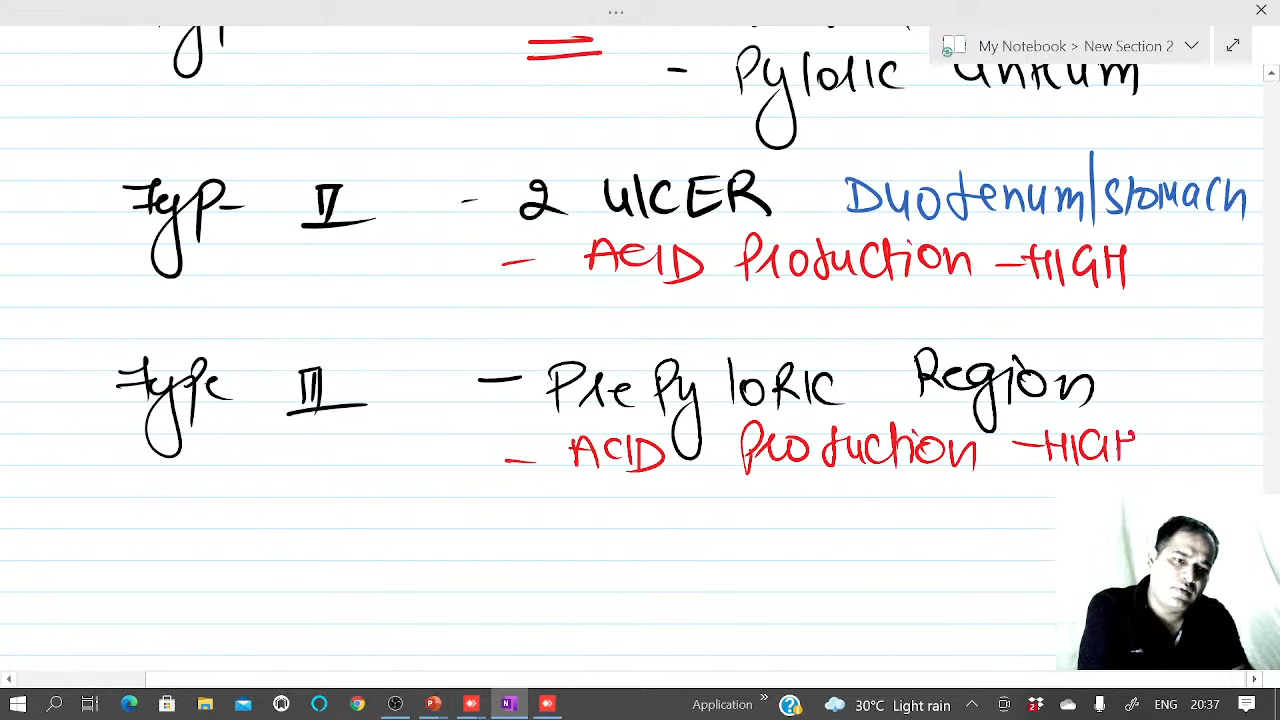 My Notebook > New Section 2
- Pyloric Antrum
Type II - 2 ULCER Duodenum/stomach
- ACID Production - HIGH
Type III - Pre Pyloric Region
- ACID Production - HIGH
Application
30°C Light rain
ENG 20:37